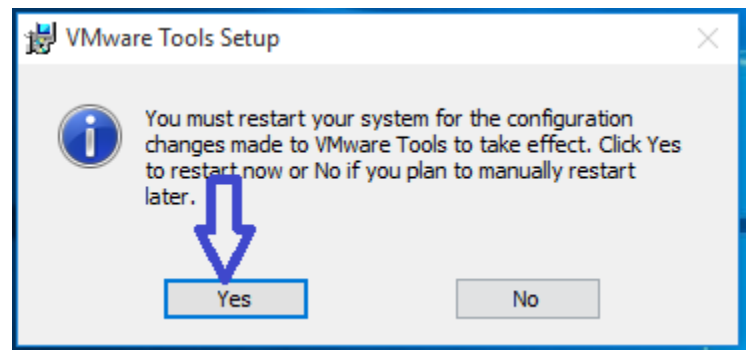 VMware Tools Setup
You must restart your system for the configuration
changes made to VMware Tools to take effect. Click Yes
to restart now or No if you plan to manually restart
later.
Yes
No